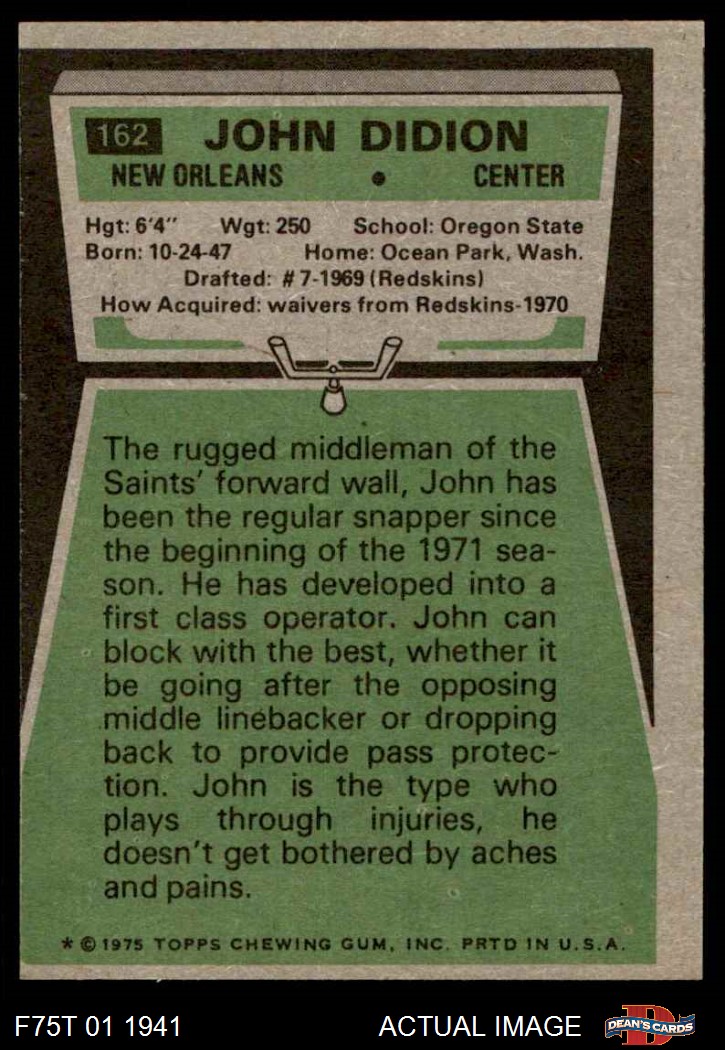 162 JOHN DIDION
NEW ORLEANS • CENTER
Hgt: 6'4" Wgt: 250 School: Oregon State
Born: 10-24-47 Home: Ocean Park, Wash.
Drafted: #7-1969 (Redskins)
How Acquired: waivers from Redskins-1970
The rugged middleman of the
Saints' forward wall, John has
been the regular snapper since
the beginning of the 1971 sea-
son. He has developed into a
first class operator. John can
block with the best, whether it
be going after the opposing
middle linebacker or dropping
back to provide pass protec-
tion. John is the type who
plays through injuries, he
doesn't get bothered by aches
and pains.
* © 1975 TOPPS CHEWING GUM, INC. PRTD IN U.S.A.
F75T 01 1941 ACTUAL IMAGE
D
DEAN'S CARDS